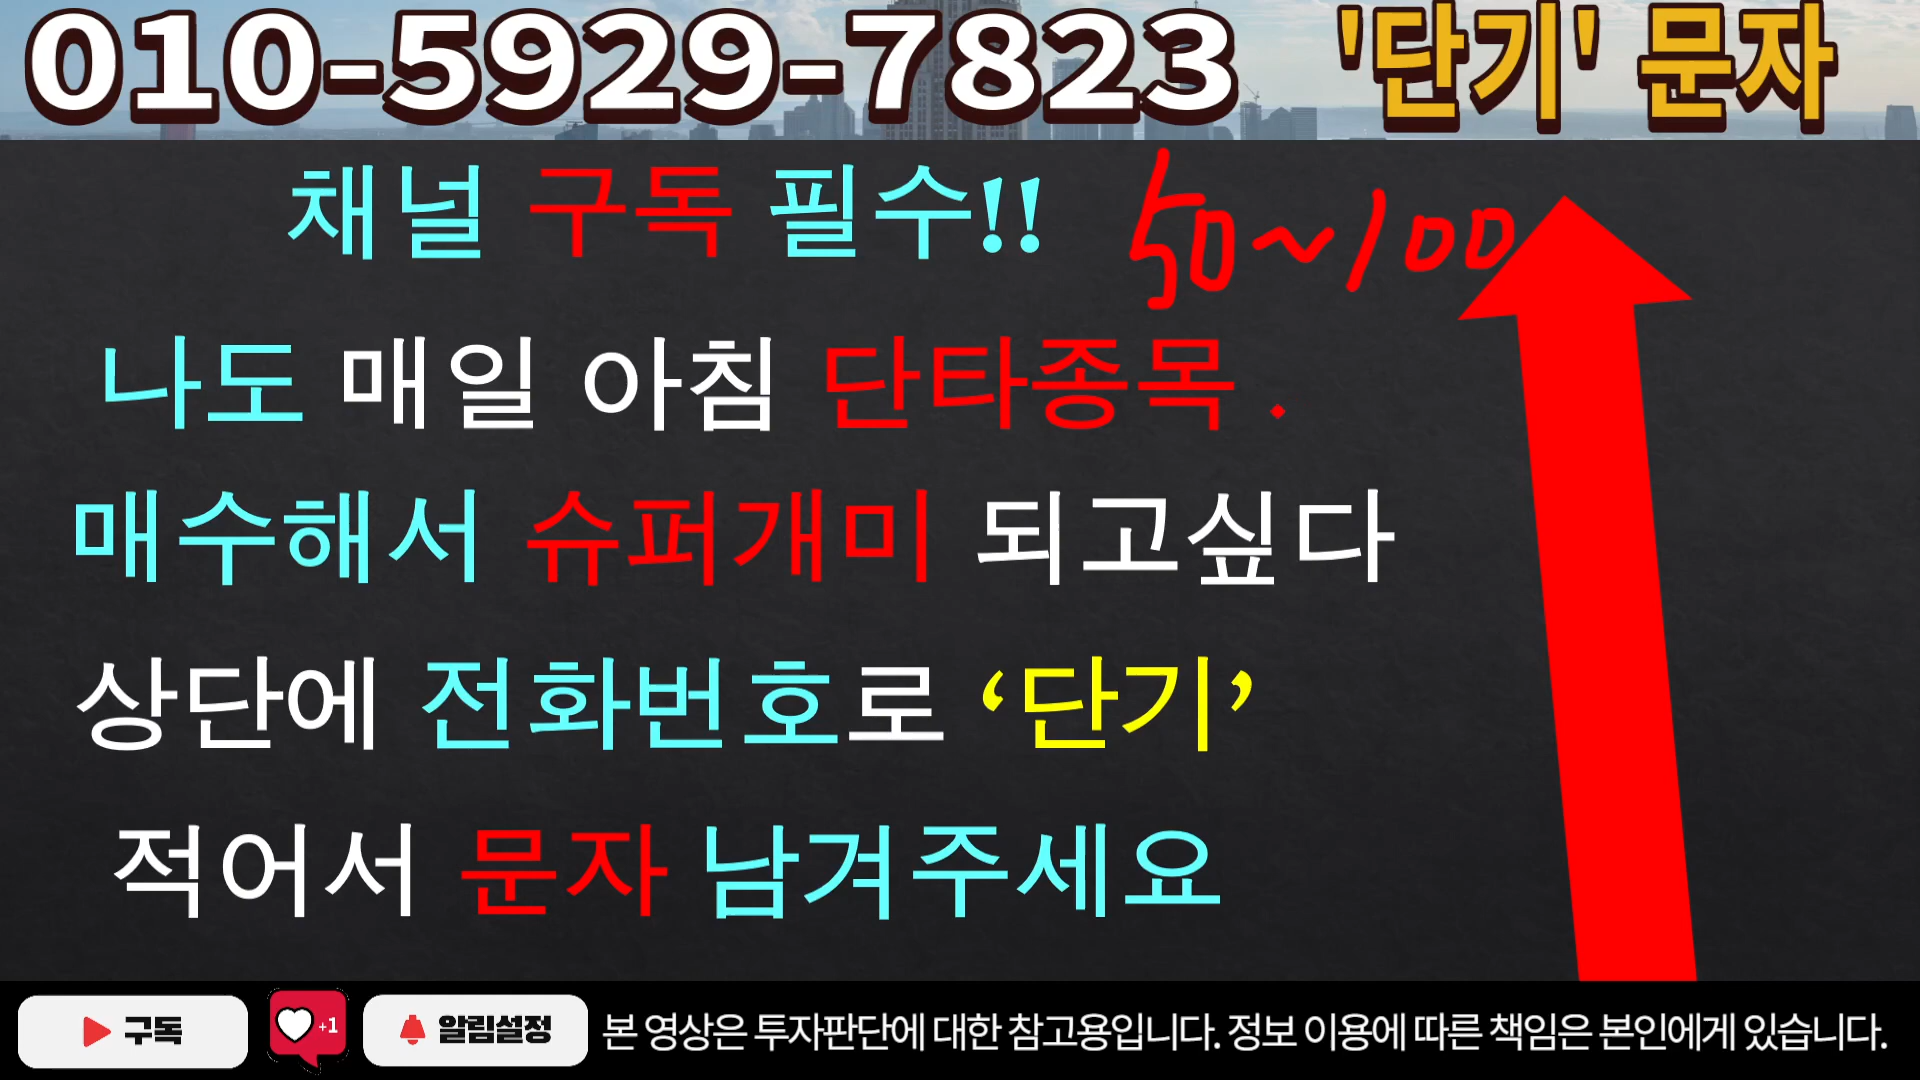 010-5929-7823 '단기' 문자
채널 구독 필수!! 50~100
나도 매일 아침 단타종목 .
매수해서 슈퍼개미 되고싶다
상단에 전화번호로 ‘단기’
적어서 문자 남겨주세요
구독 +1 알림설정 본 영상은 투자판단에 대한 참고용입니다. 정보 이용에 따른 책임은 본인에게 있습니다.